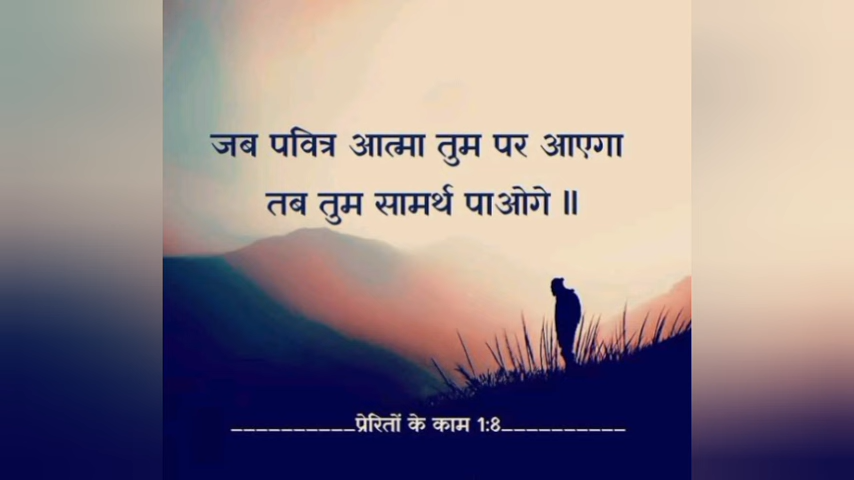 जब पवित्र आत्मा तुम पर आएगा
तब तुम सामर्थ पाओगे ॥
__________प्रेरितों के काम 1:8__________